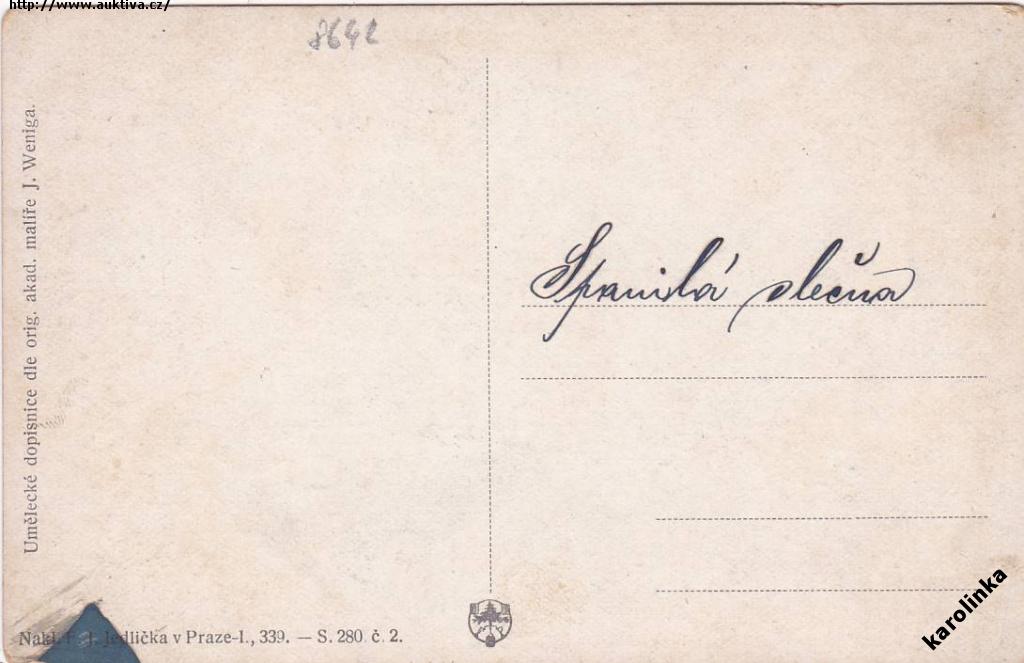 http://www.auktiva.cz/
8642
Umělecké dopisnice dle orig. akad. malíře J. Weniga.
Spanilá slečna
Nakl. F. J. Jedlička v Praze-I., 339. — S. 280 č. 2.
karolinka